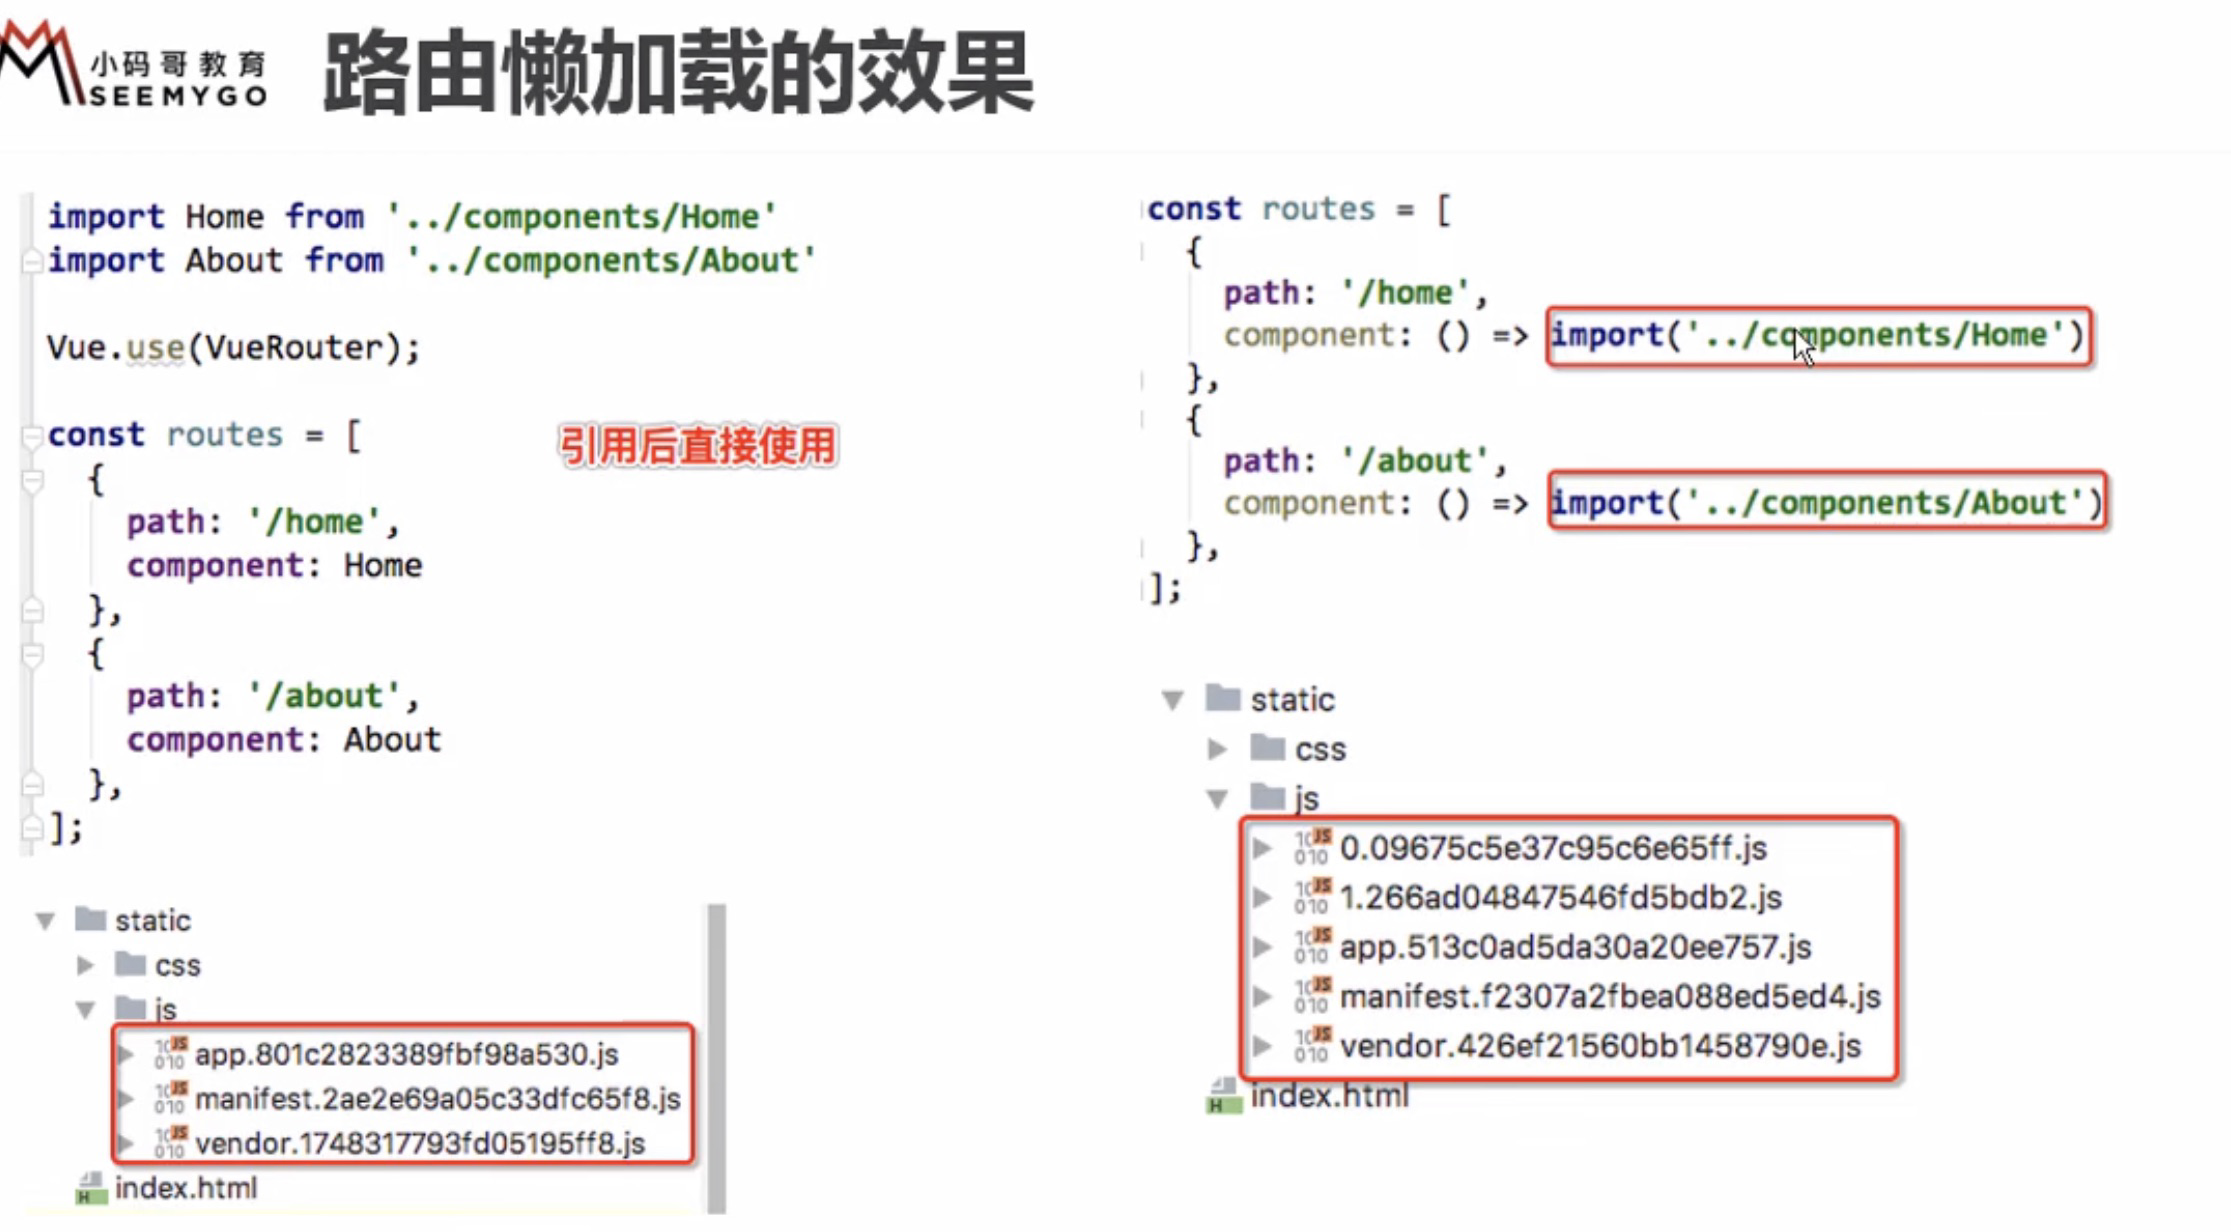 小码哥教育
SEEMYGO
路由懒加载的效果
import Home from '../components/Home'
import About from '../components/About'
Vue.use(VueRouter);
const routes = [
{
path: '/home',
component: Home
},
{
path: '/about',
component: About
},
];
引用后直接使用
static
css
js
app.801c2823389fbf98a530.js
manifest.2ae2e69a05c33dfc65f8.js
vendor.1748317793fd05195ff8.js
index.html
const routes = [
{
path: '/home',
component: () => import('../components/Home')
},
{
path: '/about',
component: () => import('../components/About')
},
];
static
css
js
0.09675c5e37c95c6e65ff.js
1.266ad04847546fd5bdb2.js
app.513c0ad5da30a20ee757.js
manifest.f2307a2fbea088ed5ed4.js
vendor.426ef21560bb1458790e.js
index.html